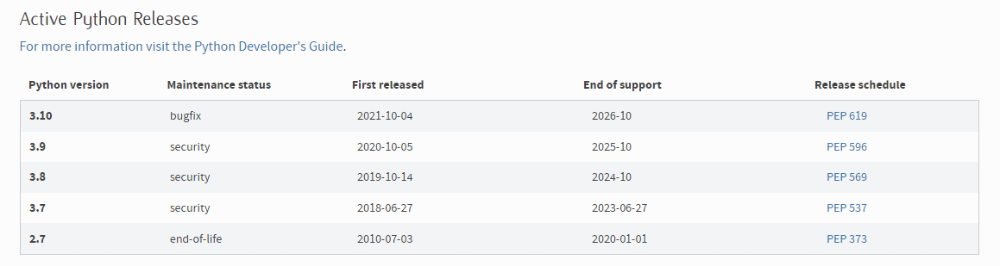 Active Python Releases
For more information visit the Python Developer's Guide.
Python version Maintenance status First released End of support Release schedule
3.10 bugfix 2021-10-04 2026-10 PEP 619
3.9 security 2020-10-05 2025-10 PEP 596
3.8 security 2019-10-14 2024-10 PEP 569
3.7 security 2018-06-27 2023-06-27 PEP 537
2.7 end-of-life 2010-07-03 2020-01-01 PEP 373